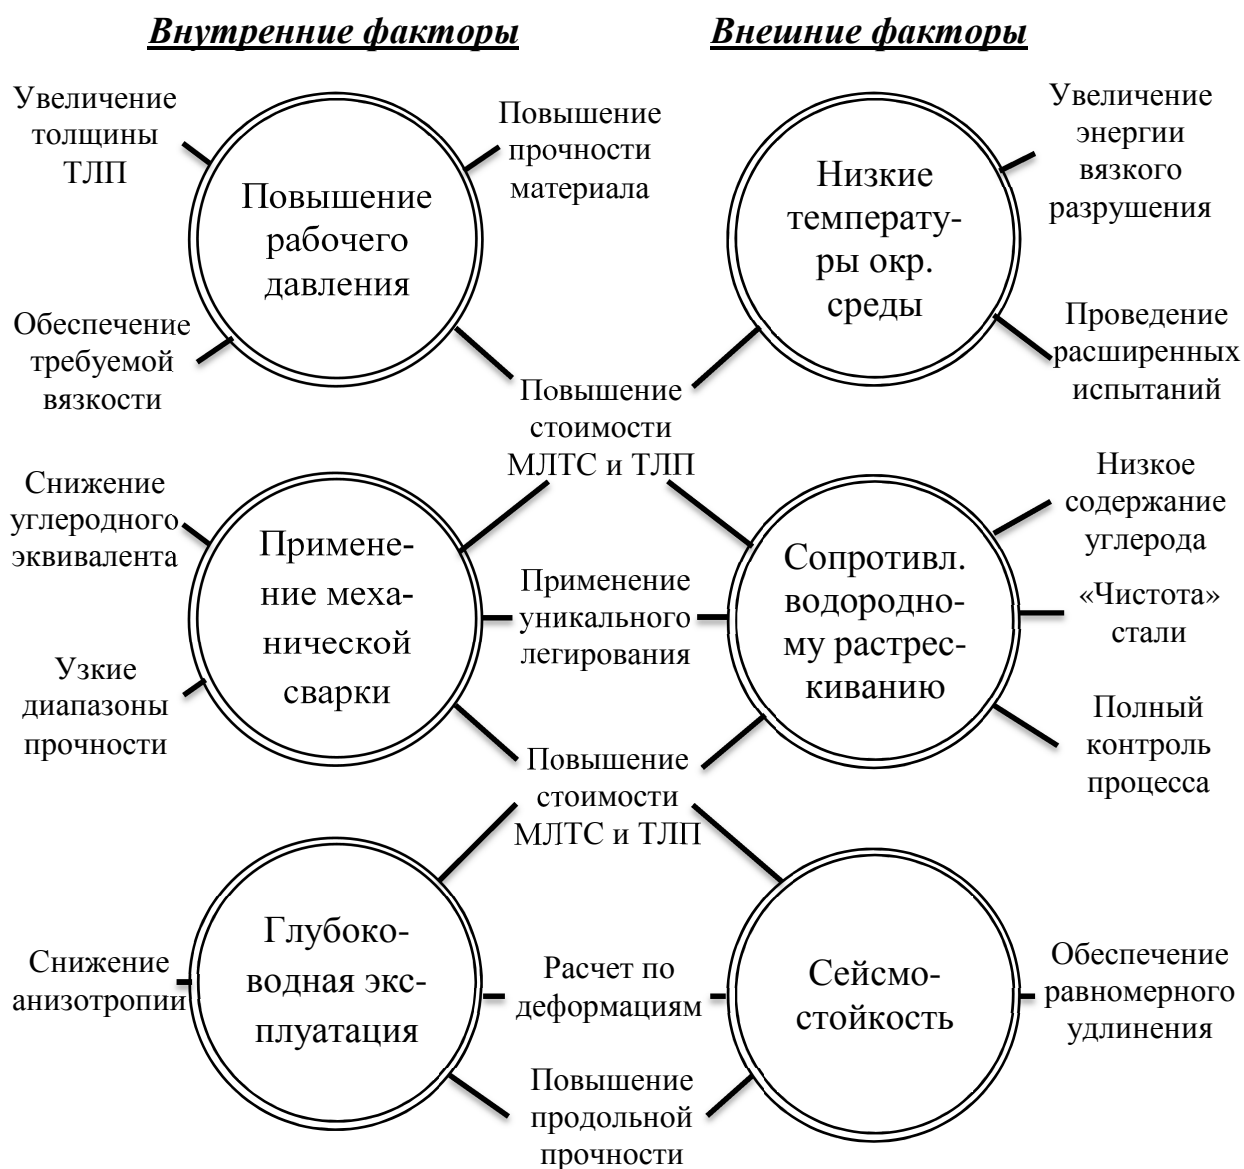 Внутренние факторы
Внешние факторы
Увеличение
толщины
ТЛП
Повышение
прочности
материала
Повышение
рабочего
давления
Обеспечение
требуемой
вязкости
Низкие
температу-
ры окр.
среды
Увеличение
энергии
вязкого
разрушения
Проведение
расширенных
испытаний
Повышение
стоимости
МЛТС и ТЛП
Снижение
углеродного
эквивалента
Примене-
ние меха-
нической
сварки
Узкие
диапазоны
прочности
Применение
уникального
легирования
Сопротивл.
водородно-
му растрес-
киванию
Низкое
содержание
углерода
«Чистота»
стали
Полный
контроль
процесса
Повышение
стоимости
МЛТС и ТЛП
Снижение
анизотропии
Глубоко-
водная экс-
плуатация
Расчет по
деформациям
Сейсмо-
стойкость
Обеспечение
равномерного
удлинения
Повышение
продольной
прочности